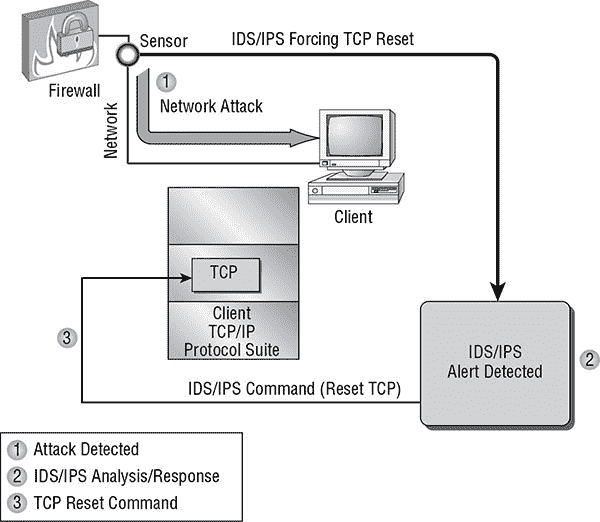 Sensor
IDS/IPS Forcing TCP Reset
Firewall
1
Network Attack
Network
Client
TCP
Client
TCP/IP
Protocol Suite
3
IDS/IPS
Alert Detected
2
IDS/IPS Command (Reset TCP)
1 Attack Detected
2 IDS/IPS Analysis/Response
3 TCP Reset Command